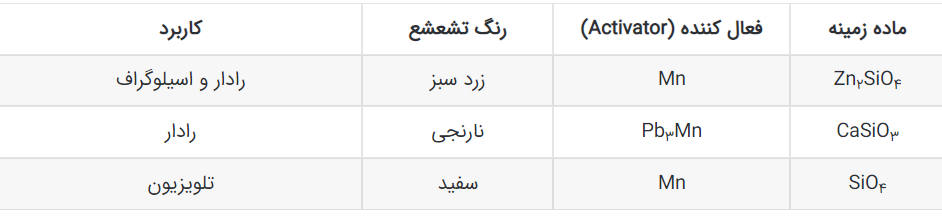 ماده زمینه	فعال کننده (Activator)	رنگ تشعشع	کاربرد
Zn۲SiO۴	Mn	زرد سبز	رادار و اسیلوگراف
CaSiO۳	Pb۳Mn	نارنجی	رادار
SiO۴	Mn	سفید	تلویزیون